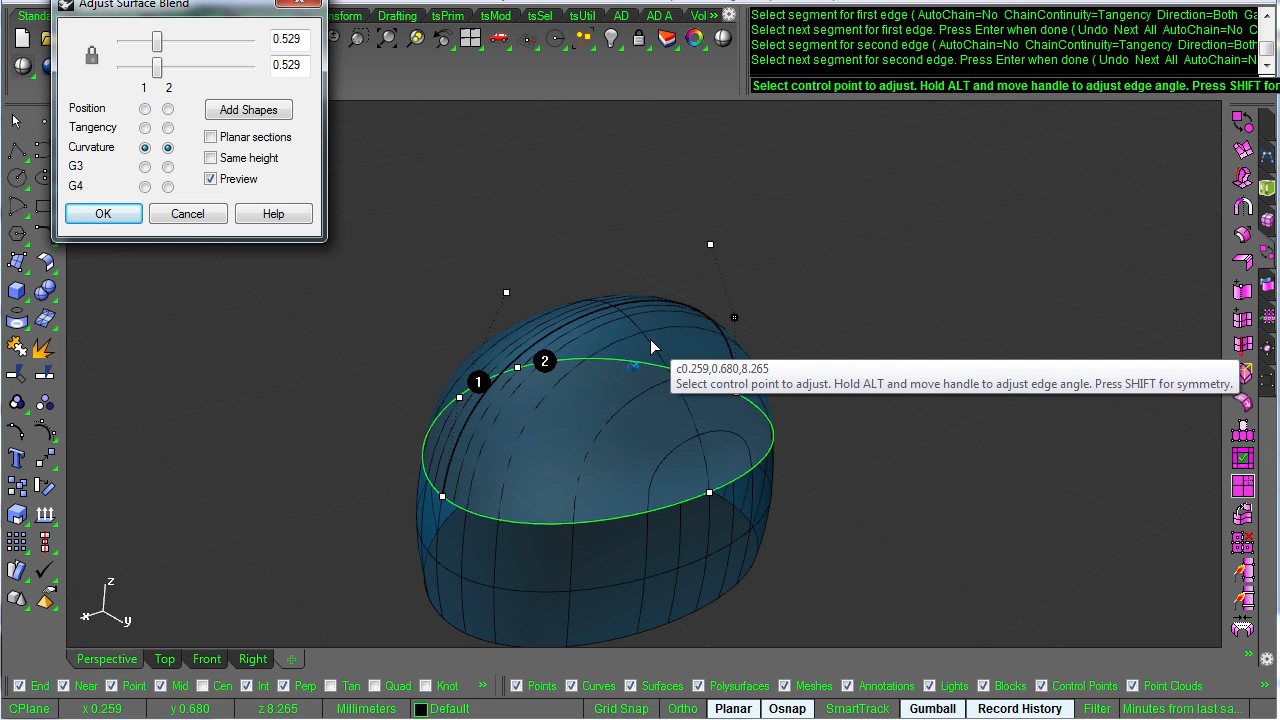 Adjust Surface Blend
0.529
0.529
1 2
Position
Tangency
Curvature
G3
G4
Add Shapes
Planar sections
Same height
Preview
OK Cancel Help
Standa
nsform Drafting tsPrim tsMod tsSel tsUtil AD AD A Vol »
Select segment for first edge ( AutoChain=No ChainContinuity=Tangency Direction=Both Ga
Select next segment for first edge. Press Enter when done ( Undo Next All AutoChain=No
Select segment for second edge ( AutoChain=No ChainContinuity=Tangency Direction=Both
Select next segment for second edge. Press Enter when done ( Undo Next All AutoChain=N
Select control point to adjust. Hold ALT and move handle to adjust edge angle. Press SHIFT for
1
2
c0.259,0.680,8.265
Select control point to adjust. Hold ALT and move handle to adjust edge angle. Press SHIFT for symmetry.
z
x
y
Perspective Top Front Right
End Near Point Mid Cen Int Perp Tan Quad Knot » Points Curves Surfaces Polysurfaces Meshes Annotations Lights Blocks Control Points Point Clouds »
CPlane x 0.259 y 0.680 z 8.265 Millimeters Default Grid Snap Ortho Planar Osnap SmartTrack Gumball Record History Filter Minutes from last sa...